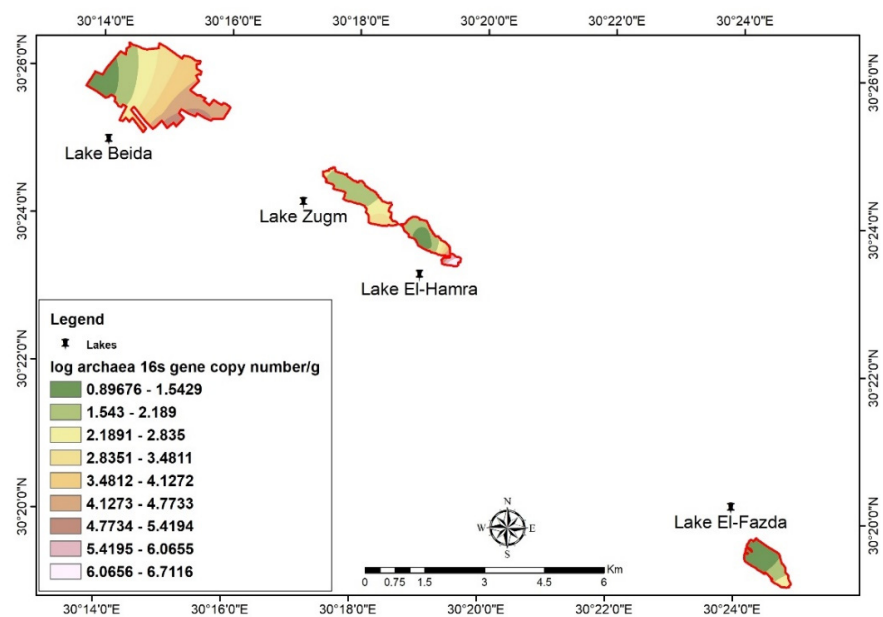 30°14'0"E 30°16'0"E 30°18'0"E 30°20'0"E 30°22'0"E 30°24'0"E
30°26'0"N 30°26'0"N
Lake Beida
30°24'0"N 30°24'0"N
Lake Zugm
Lake El-Hamra
30°22'0"N 30°22'0"N
Legend
Lakes
log archaea 16s gene copy number/g
0.89676 - 1.5429
1.543 - 2.189
2.1891 - 2.835
2.8351 - 3.4811
3.4812 - 4.1272
4.1273 - 4.7733
4.7734 - 5.4194
5.4195 - 6.0655
6.0656 - 6.7116
30°20'0"N 30°20'0"N
Lake El-Fazda
N
W E
S
Km
0 0.75 1.5 3 4.5 6
30°14'0"E 30°16'0"E 30°18'0"E 30°20'0"E 30°22'0"E 30°24'0"E